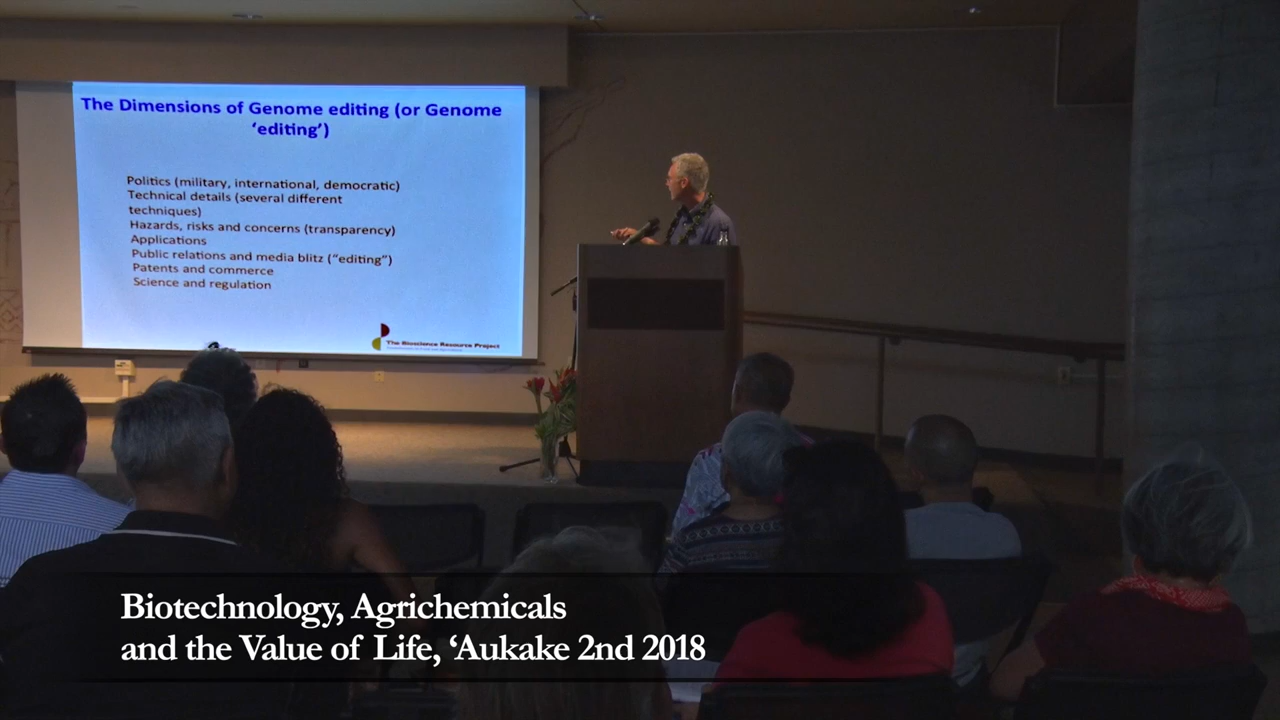 The Dimensions of Genome editing (or Genome
‘editing’)
Politics (military, international, democratic)
Technical details (several different
techniques)
Hazards, risks and concerns (transparency)
Applications
Public relations and media blitz (“editing”)
Patents and commerce
Science and regulation
The Bioscience Resource Project
Biotechnology, Agrichemicals
and the Value of Life, ‘Aukake 2nd 2018